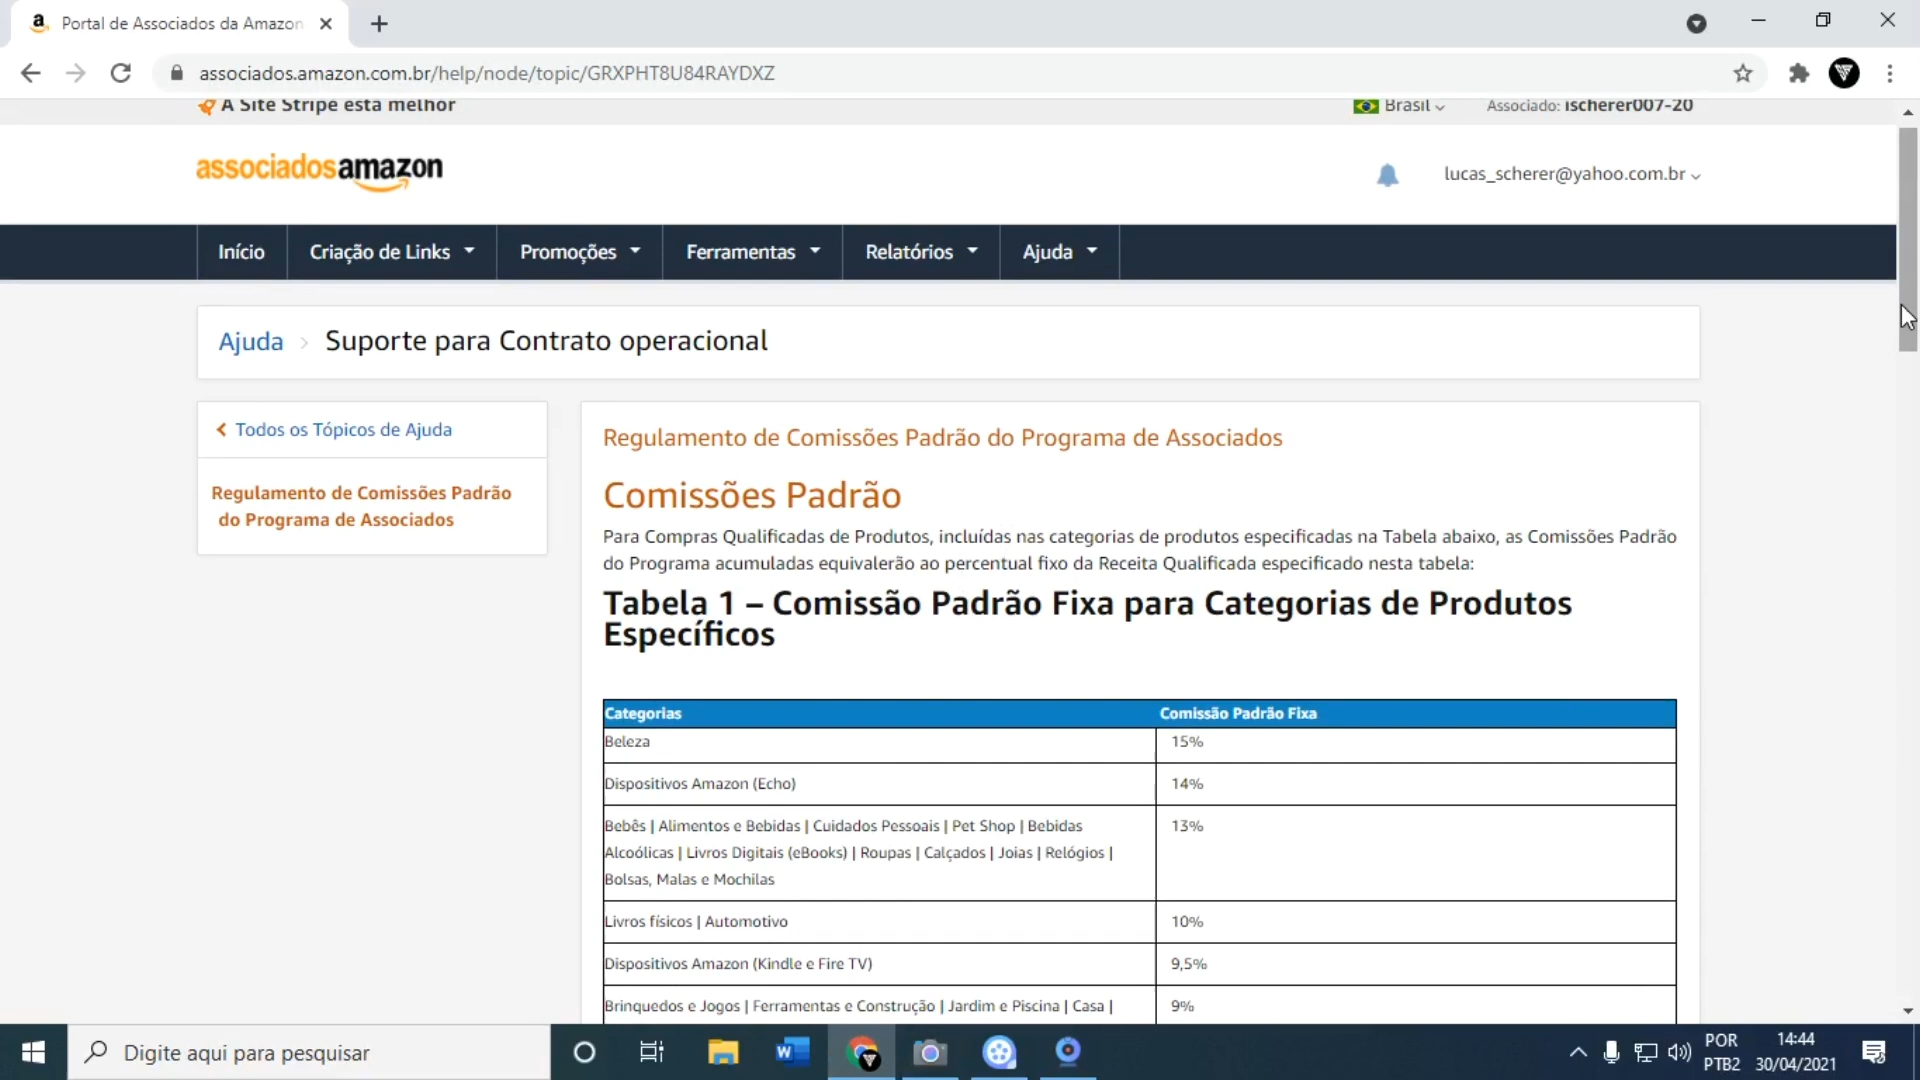 Portal de Associados da Amazon
associados.amazon.com.br/help/node/topic/GRXPHT8U84RAYDXZ
A Site Stripe está melhor
Brasil
Associado: lscherer007-20
associadosamazon
lucas_scherer@yahoo.com.br
Início
Criação de Links
Promoções
Ferramentas
Relatórios
Ajuda
Ajuda
Suporte para Contrato operacional
Todos os Tópicos de Ajuda
Regulamento de Comissões Padrão
do Programa de Associados
Regulamento de Comissões Padrão do Programa de Associados
Comissões Padrão
Para Compras Qualificadas de Produtos, incluídas nas categorias de produtos especificadas na Tabela abaixo, as Comissões Padrão
do Programa acumuladas equivalerão ao percentual fixo da Receita Qualificada especificado nesta tabela:
Tabela 1 – Comissão Padrão Fixa para Categorias de Produtos
Específicos
Categorias
Comissão Padrão Fixa
Beleza
15%
Dispositivos Amazon (Echo)
14%
Bebês | Alimentos e Bebidas | Cuidados Pessoais | Pet Shop | Bebidas
Alcoólicas | Livros Digitais (eBooks) | Roupas | Calçados | Joias | Relógios |
Bolsas, Malas e Mochilas
13%
Livros físicos | Automotivo
10%
Dispositivos Amazon (Kindle e Fire TV)
9,5%
Brinquedos e Jogos | Ferramentas e Construção | Jardim e Piscina | Casa |
9%
Digite aqui para pesquisar
POR
PTB2
14:44
30/04/2021